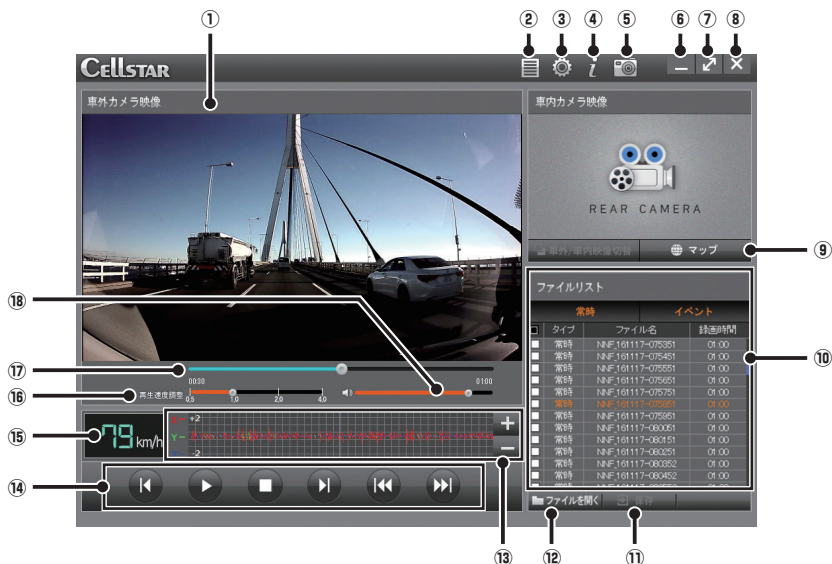 ① ② ③ ④ ⑤ ⑥ ⑦ ⑧
CELLSTAR
車外カメラ映像
車内カメラ映像
REAR CAMERA
車外/車内映像切替 マップ ⑨
ファイルリスト
常時 イベント
タイプ ファイル名 録画時間
常時 NNF_161117-075351 01:00
常時 NNF_161117-075451 01:00
常時 NNF_161117-075551 01:00
常時 NNF_161117-075651 01:00
常時 NNF_161117-075751 01:00
常時 NNF_161117-075851 01:00
常時 NNF_161117-075951 01:00
常時 NNF_161117-080051 01:00
常時 NNF_161117-080151 01:00
常時 NNF_161117-080251 01:00
常時 NNF_161117-080352 01:00
常時 NNF_161117-080452 01:00
⑩
⑱
⑰
00:30 01:00
⑯ 再生速度調整
0.5 1.0 2.0 4.0
⑮ 79 km/h
X +2
Y
-2
+
−
⑭
ファイルを開く 保存
⑬ ⑫ ⑪